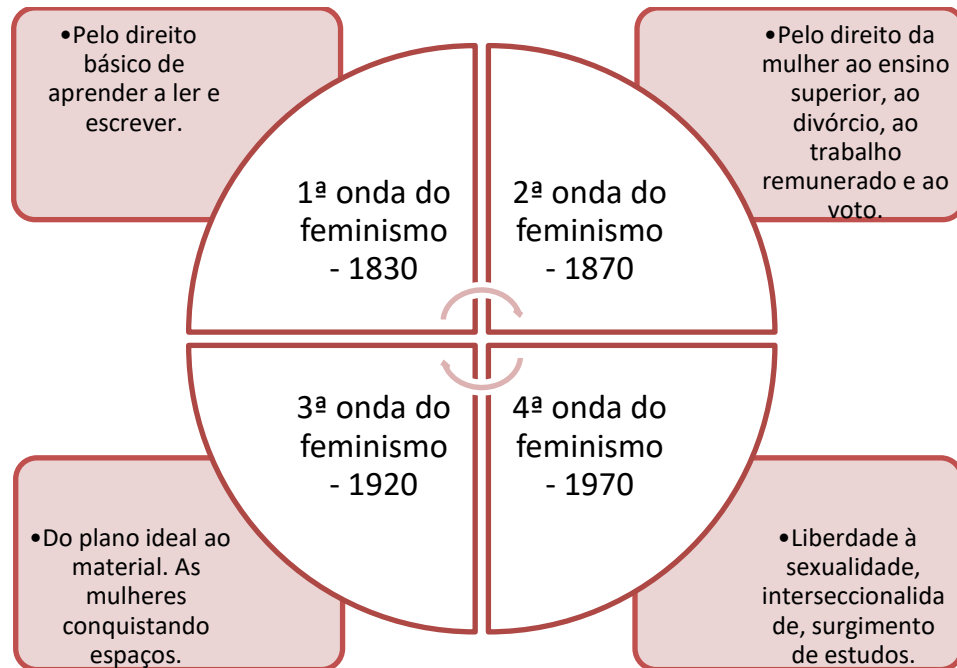 •Pelo direito
básico de
aprender a ler e
escrever.
•Pelo direito da
mulher ao ensino
superior, ao
divórcio, ao
trabalho
remunerado e ao
voto.
1ª onda do
feminismo
- 1830
2ª onda do
feminismo
- 1870
3ª onda do
feminismo
- 1920
4ª onda do
feminismo
- 1970
•Do plano ideal ao
material. As
mulheres
conquistando
espaços.
•Liberdade à
sexualidade,
interseccionalida
de, surgimento
de estudos.